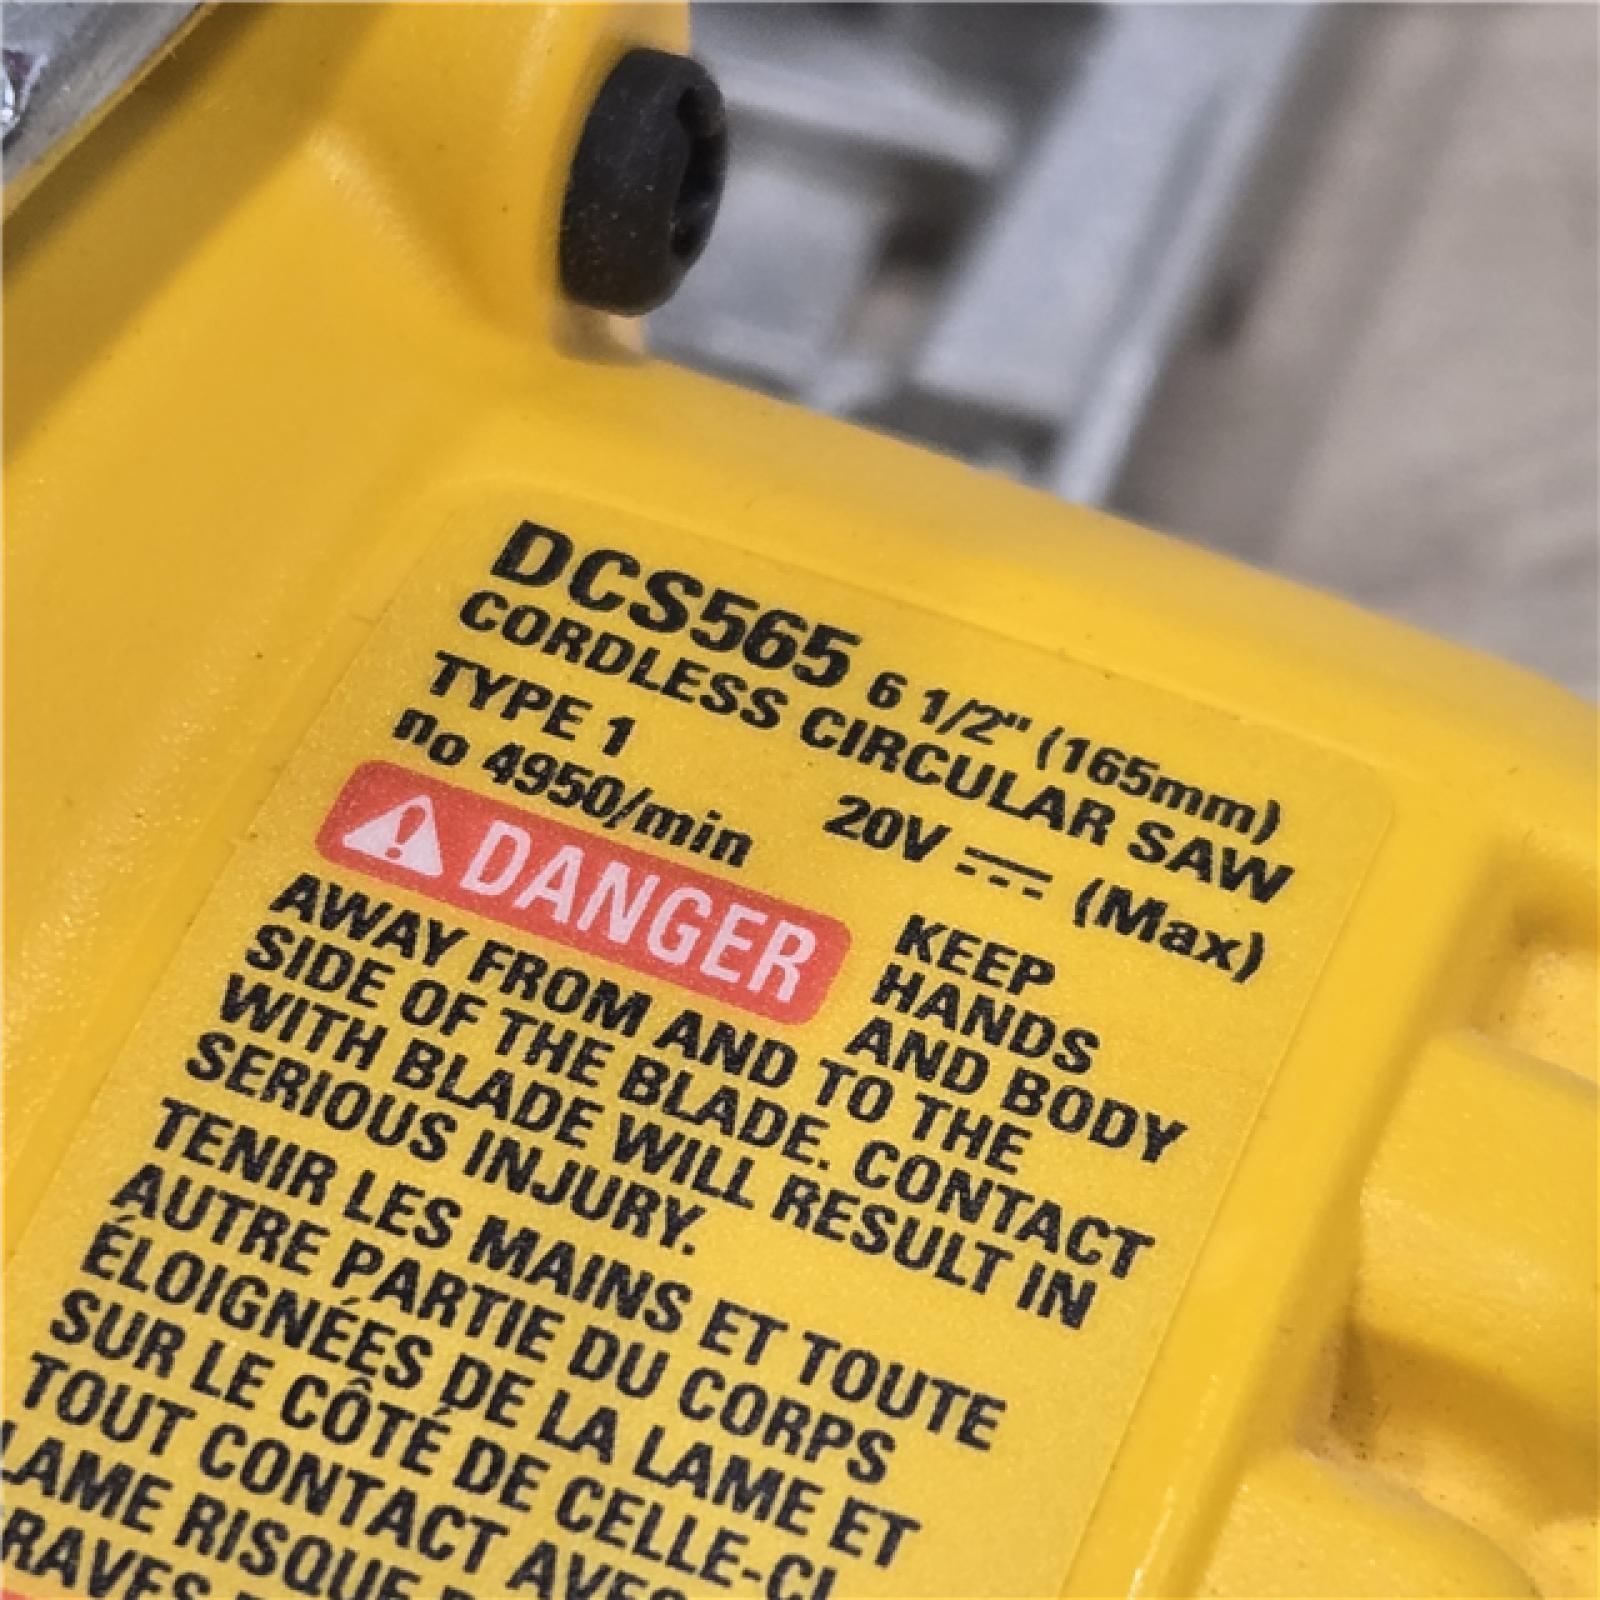 DCS565 6 1/2" (165mm)
CORDLESS CIRCULAR SAW
TYPE 1 20V ⎓ (Max)
no 4950/min
⚠ DANGER KEEP
HANDS
AND BODY
AWAY FROM AND TO THE
SIDE OF THE BLADE. CONTACT
WITH BLADE WILL RESULT IN
SERIOUS INJURY.
TENIR LES MAINS ET TOUTE
AUTRE PARTIE DU CORPS
ÉLOIGNÉES DE LA LAME ET
SUR LE CÔTÉ DE CELLE-CI.
TOUT CONTACT AVEC
LAME RISQUE